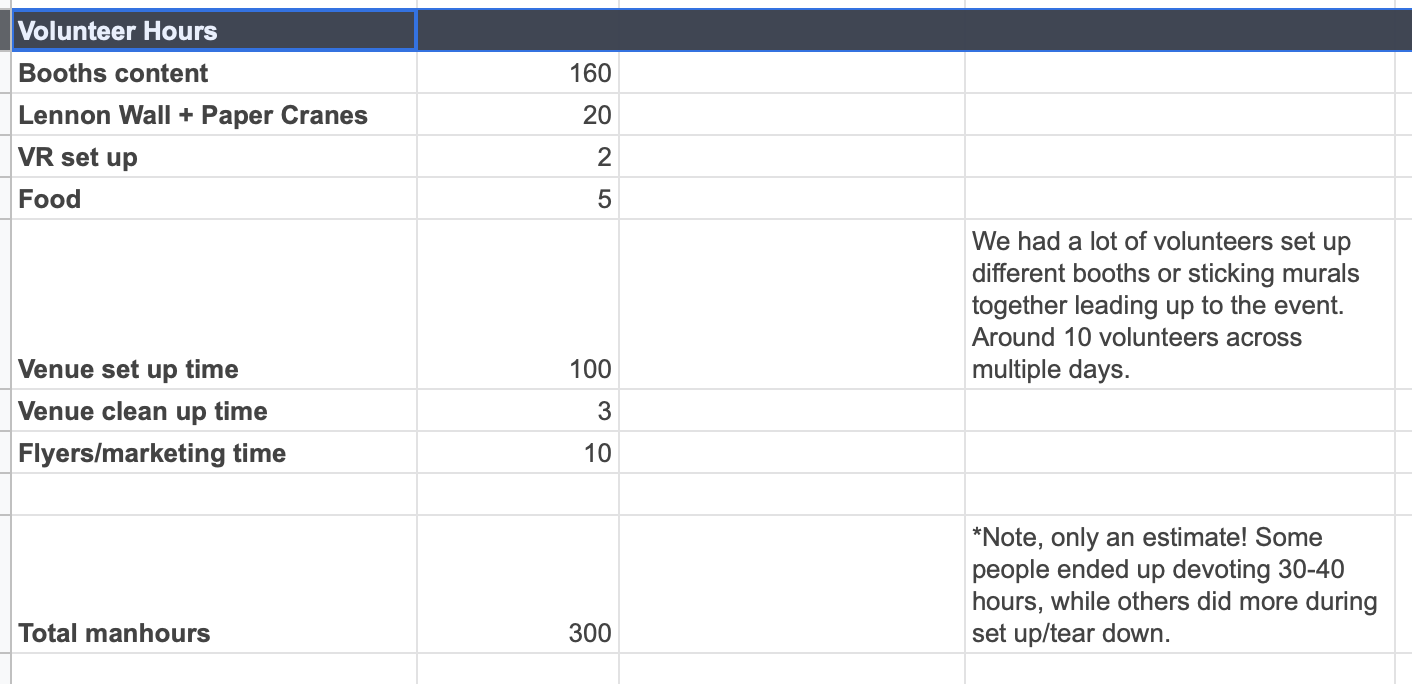 Volunteer Hours
Booths content 160
Lennon Wall + Paper Cranes 20
VR set up 2
Food 5
We had a lot of volunteers set up
different booths or sticking murals
together leading up to the event.
Around 10 volunteers across
Venue set up time 100 multiple days.
Venue clean up time 3
Flyers/marketing time 10
*Note, only an estimate! Some
people ended up devoting 30-40
hours, while others did more during
Total manhours 300 set up/tear down.